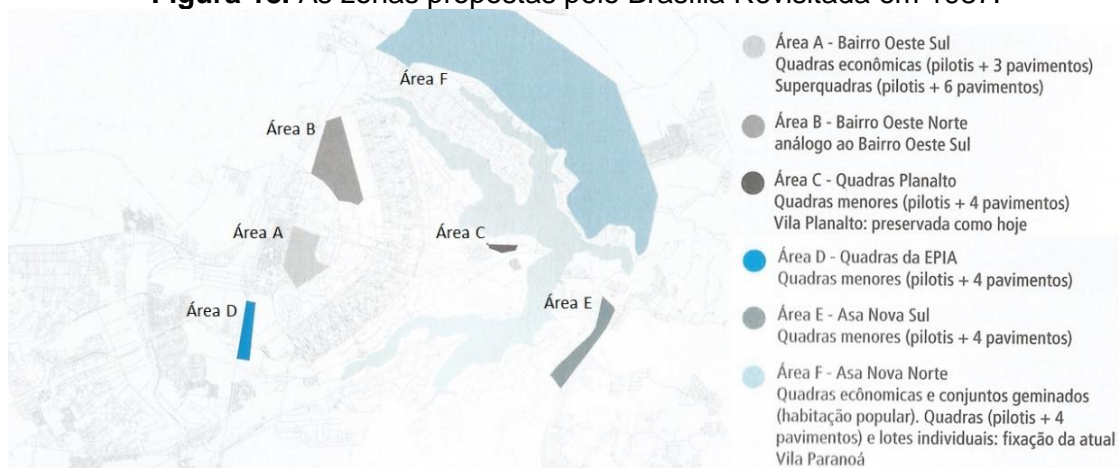 Figura 18. As zonas propostas pelo Brasília Revisitada em 1987.
Área F
Área B
Área A
Área C
Área D
Área E
Área A - Bairro Oeste Sul
Quadras econômicas (pilotis + 3 pavimentos)
Superquadras (pilotis + 6 pavimentos)
Área B - Bairro Oeste Norte
análogo ao Bairro Oeste Sul
Área C - Quadras Planalto
Quadras menores (pilotis + 4 pavimentos)
Vila Planalto: preservada como hoje
Área D - Quadras da EPIA
Quadras menores (pilotis + 4 pavimentos)
Área E - Asa Nova Sul
Quadras menores (pilotis + 4 pavimentos)
Área F - Asa Nova Norte
Quadras êconomicas e conjuntos geminados
(habitação popular). Quadras (pilotis + 4
pavimentos) e lotes individuais: fixação da atual
Vila Paranoá